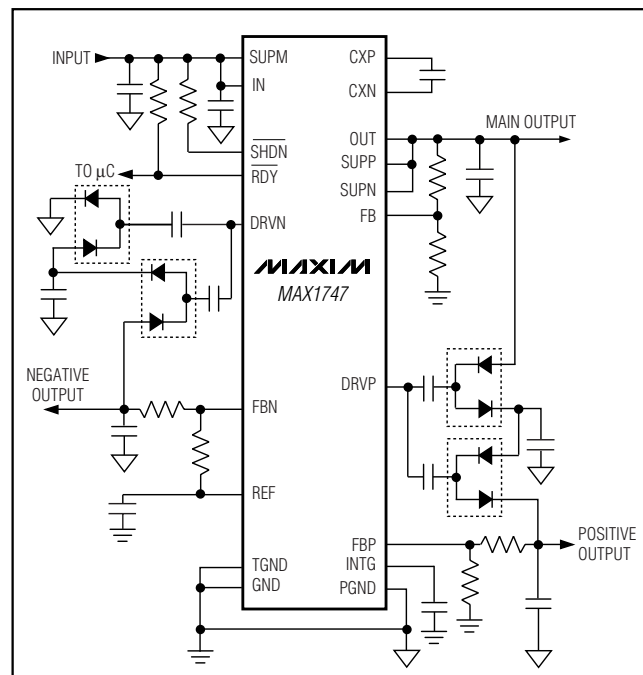 INPUT
SUPM
IN
SHDN
RDY
TO μC
DRVN
NEGATIVE
OUTPUT
FBN
REF
TGND
GND
MAXIM
MAX1747
CXP
CXN
OUT
SUPP
SUPN
FB
MAIN OUTPUT
DRVP
FBP
INTG
PGND
POSITIVE
OUTPUT